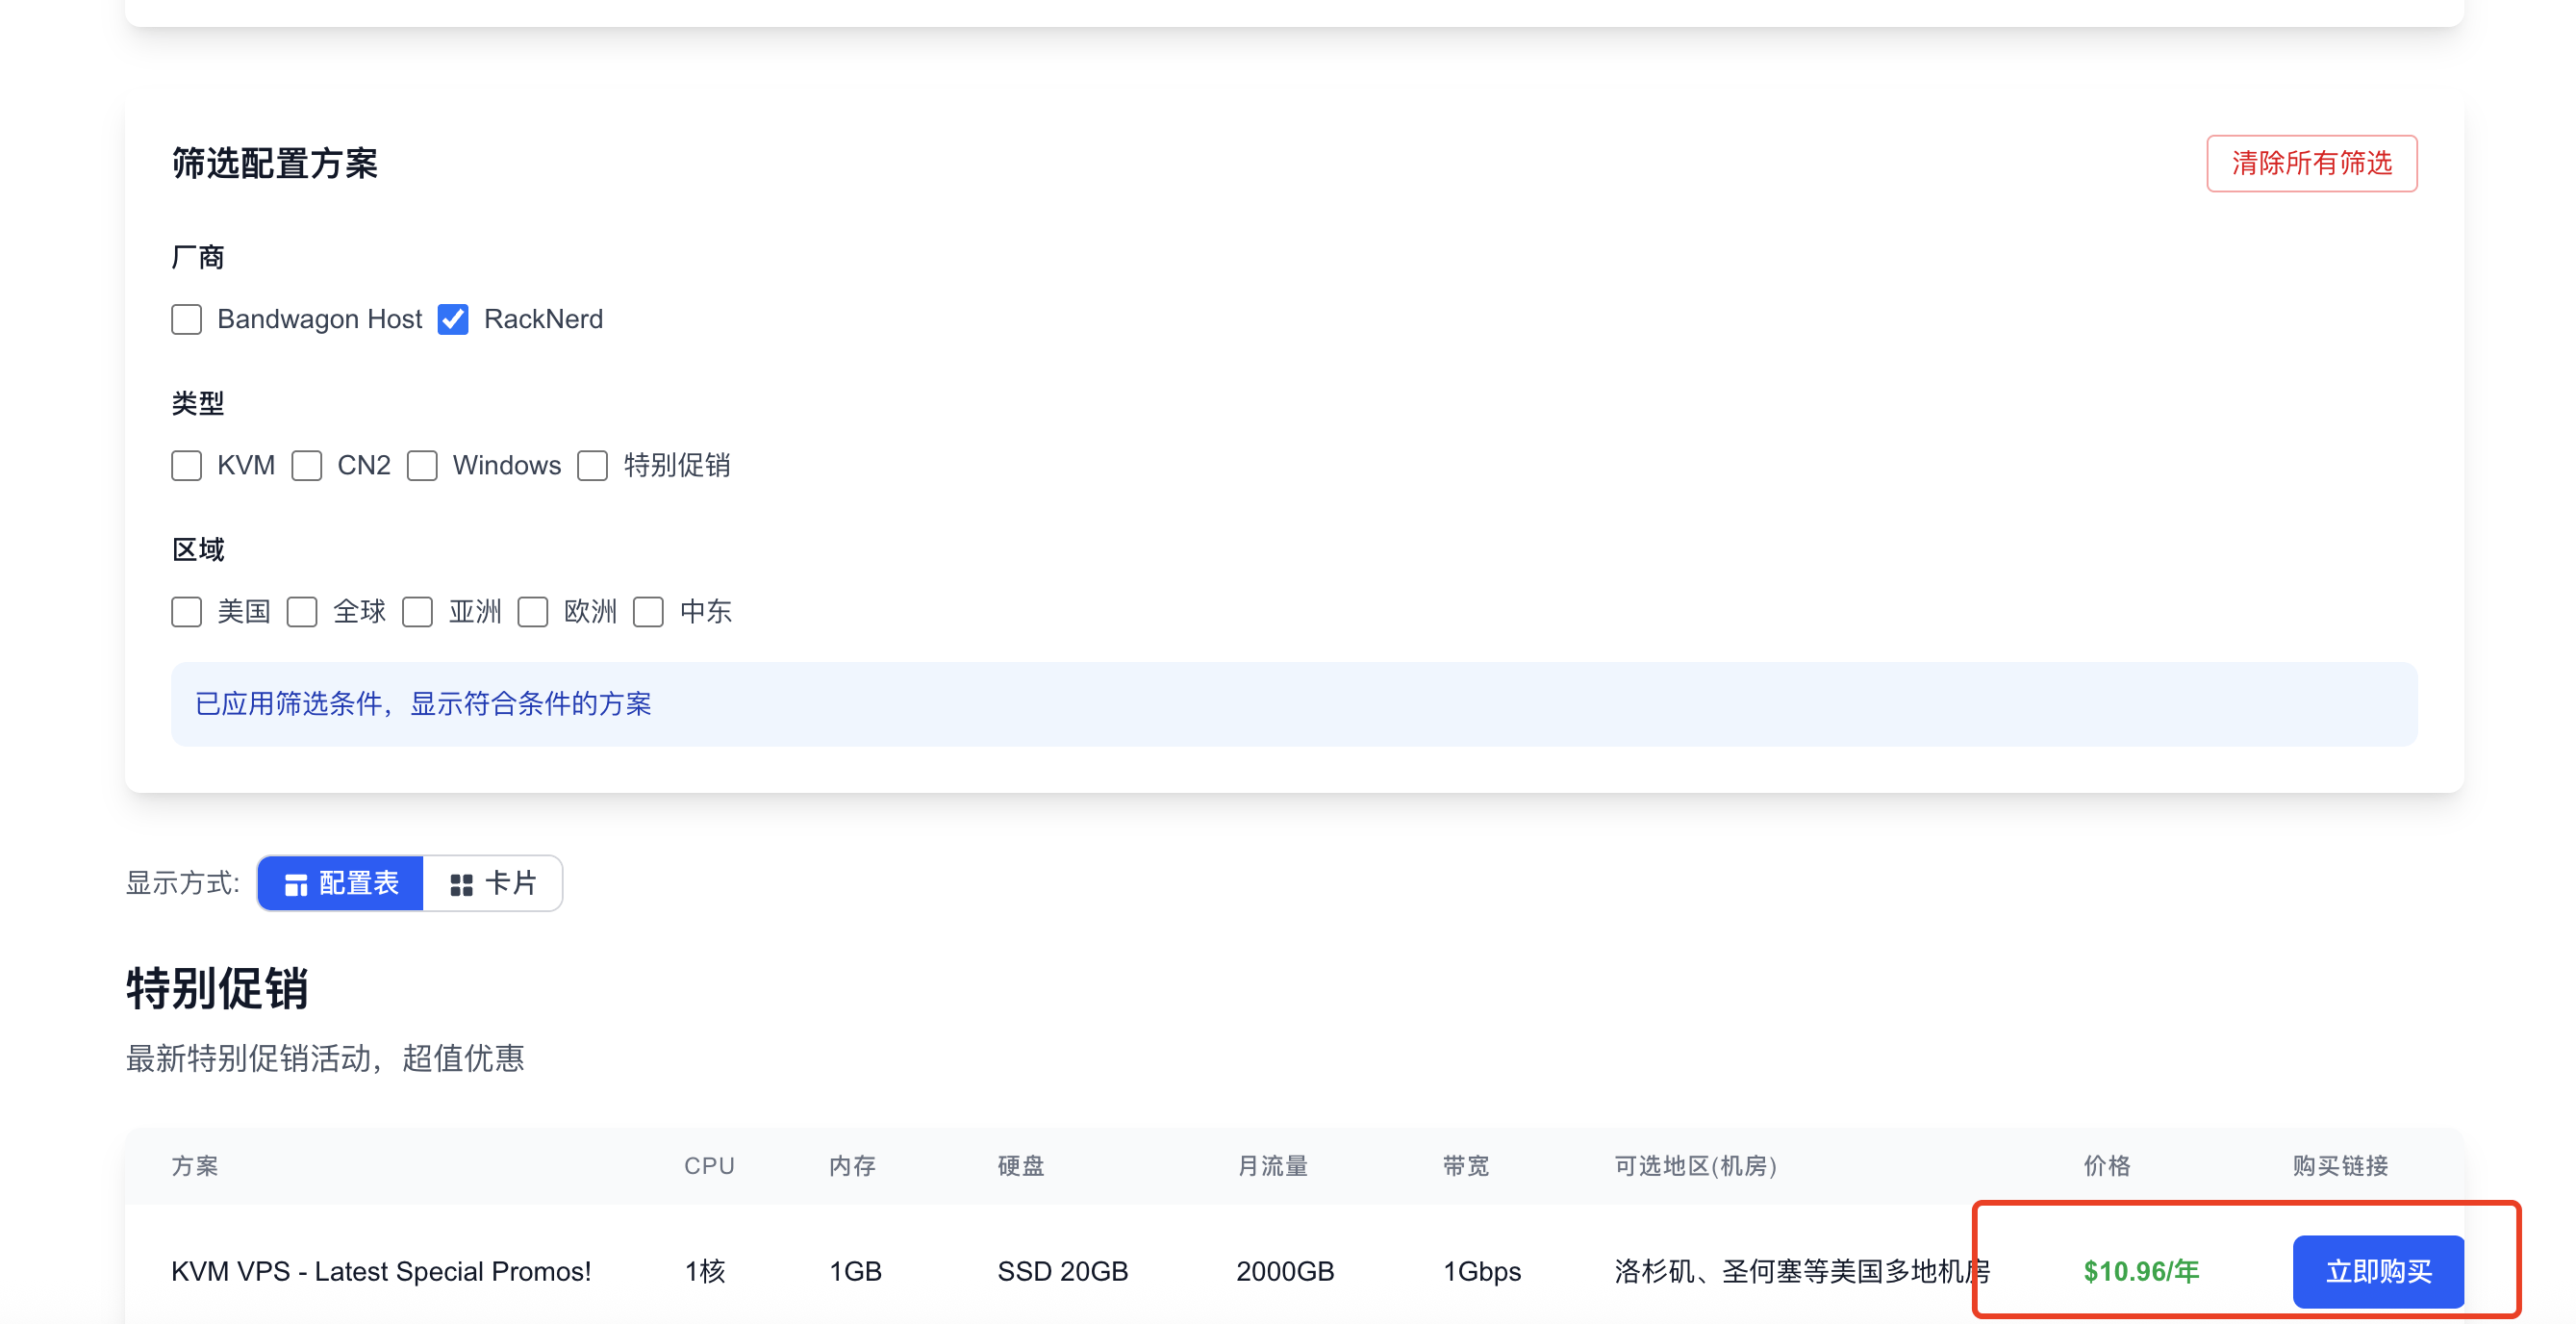 筛选配置方案 清除所有筛选
厂商
Bandwagon Host RackNerd
类型
KVM CN2 Windows 特别促销
区域
美国 全球 亚洲 欧洲 中东
已应用筛选条件，显示符合条件的方案
显示方式: 配置表 卡片
特别促销
最新特别促销活动，超值优惠
方案 CPU 内存 硬盘 月流量 带宽 可选地区(机房) 价格 购买链接
KVM VPS - Latest Special Promos! 1核 1GB SSD 20GB 2000GB 1Gbps 洛杉矶、圣何塞等美国多地机房 $10.96/年 立即购买